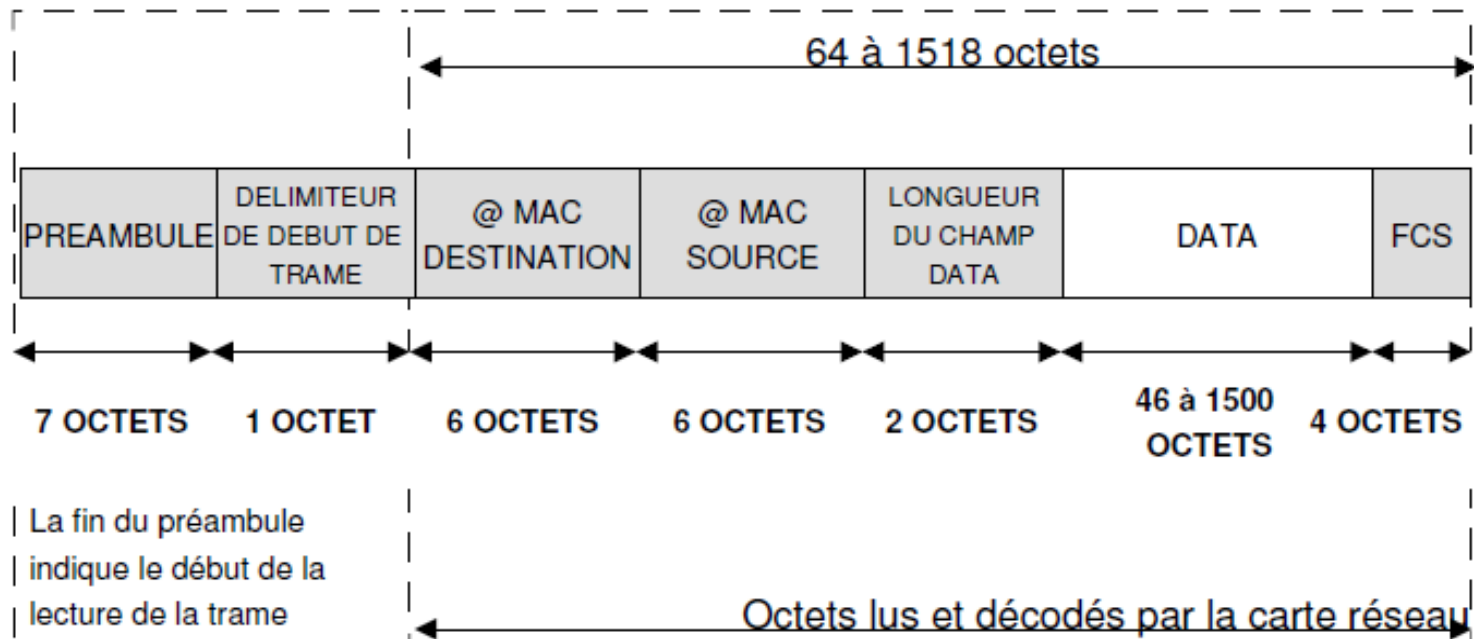 64 à 1518 octets
PREAMBULE
DELIMITEUR
DE DEBUT DE
TRAME
@ MAC
DESTINATION
@ MAC
SOURCE
LONGUEUR
DU CHAMP
DATA
DATA
FCS
7 OCTETS
1 OCTET
6 OCTETS
6 OCTETS
2 OCTETS
46 à 1500
OCTETS
4 OCTETS
La fin du préambule
indique le début de la
lecture de la trame
Octets lus et décodés par la carte réseau